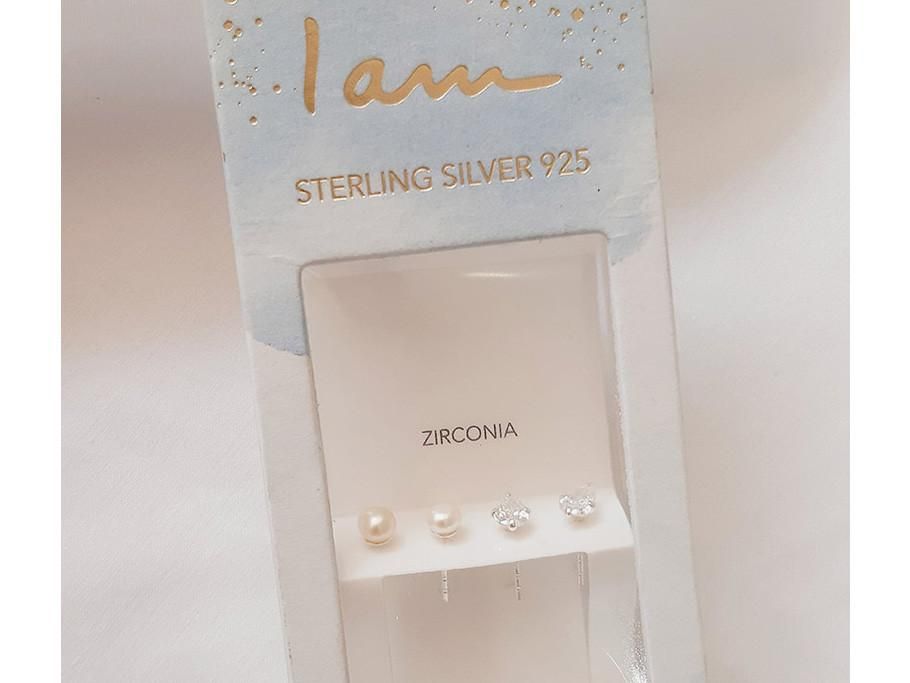 I am
STERLING SILVER 925
ZIRCONIA